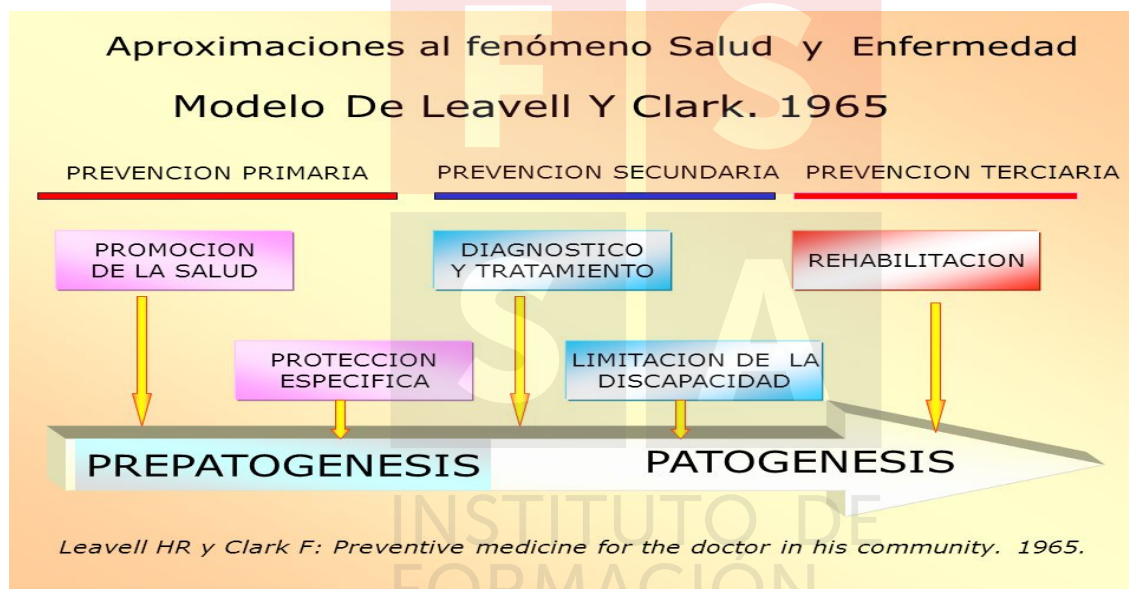 Aproximaciones al fenómeno Salud y Enfermedad
Modelo De Leavell Y Clark. 1965
PREVENCION PRIMARIA
PREVENCION SECUNDARIA
PREVENCION TERCIARIA
PROMOCION
DE LA SALUD
DIAGNOSTICO
Y TRATAMIENTO
REHABILITACION
PROTECCION
ESPECIFICA
LIMITACION DE LA
DISCAPACIDAD
PREPATOGENESIS
PATOGENESIS
Leavell HR y Clark F: Preventive medicine for the doctor in his community. 1965.
F S
S A
INSTITUTO DE
FORMACIÓN